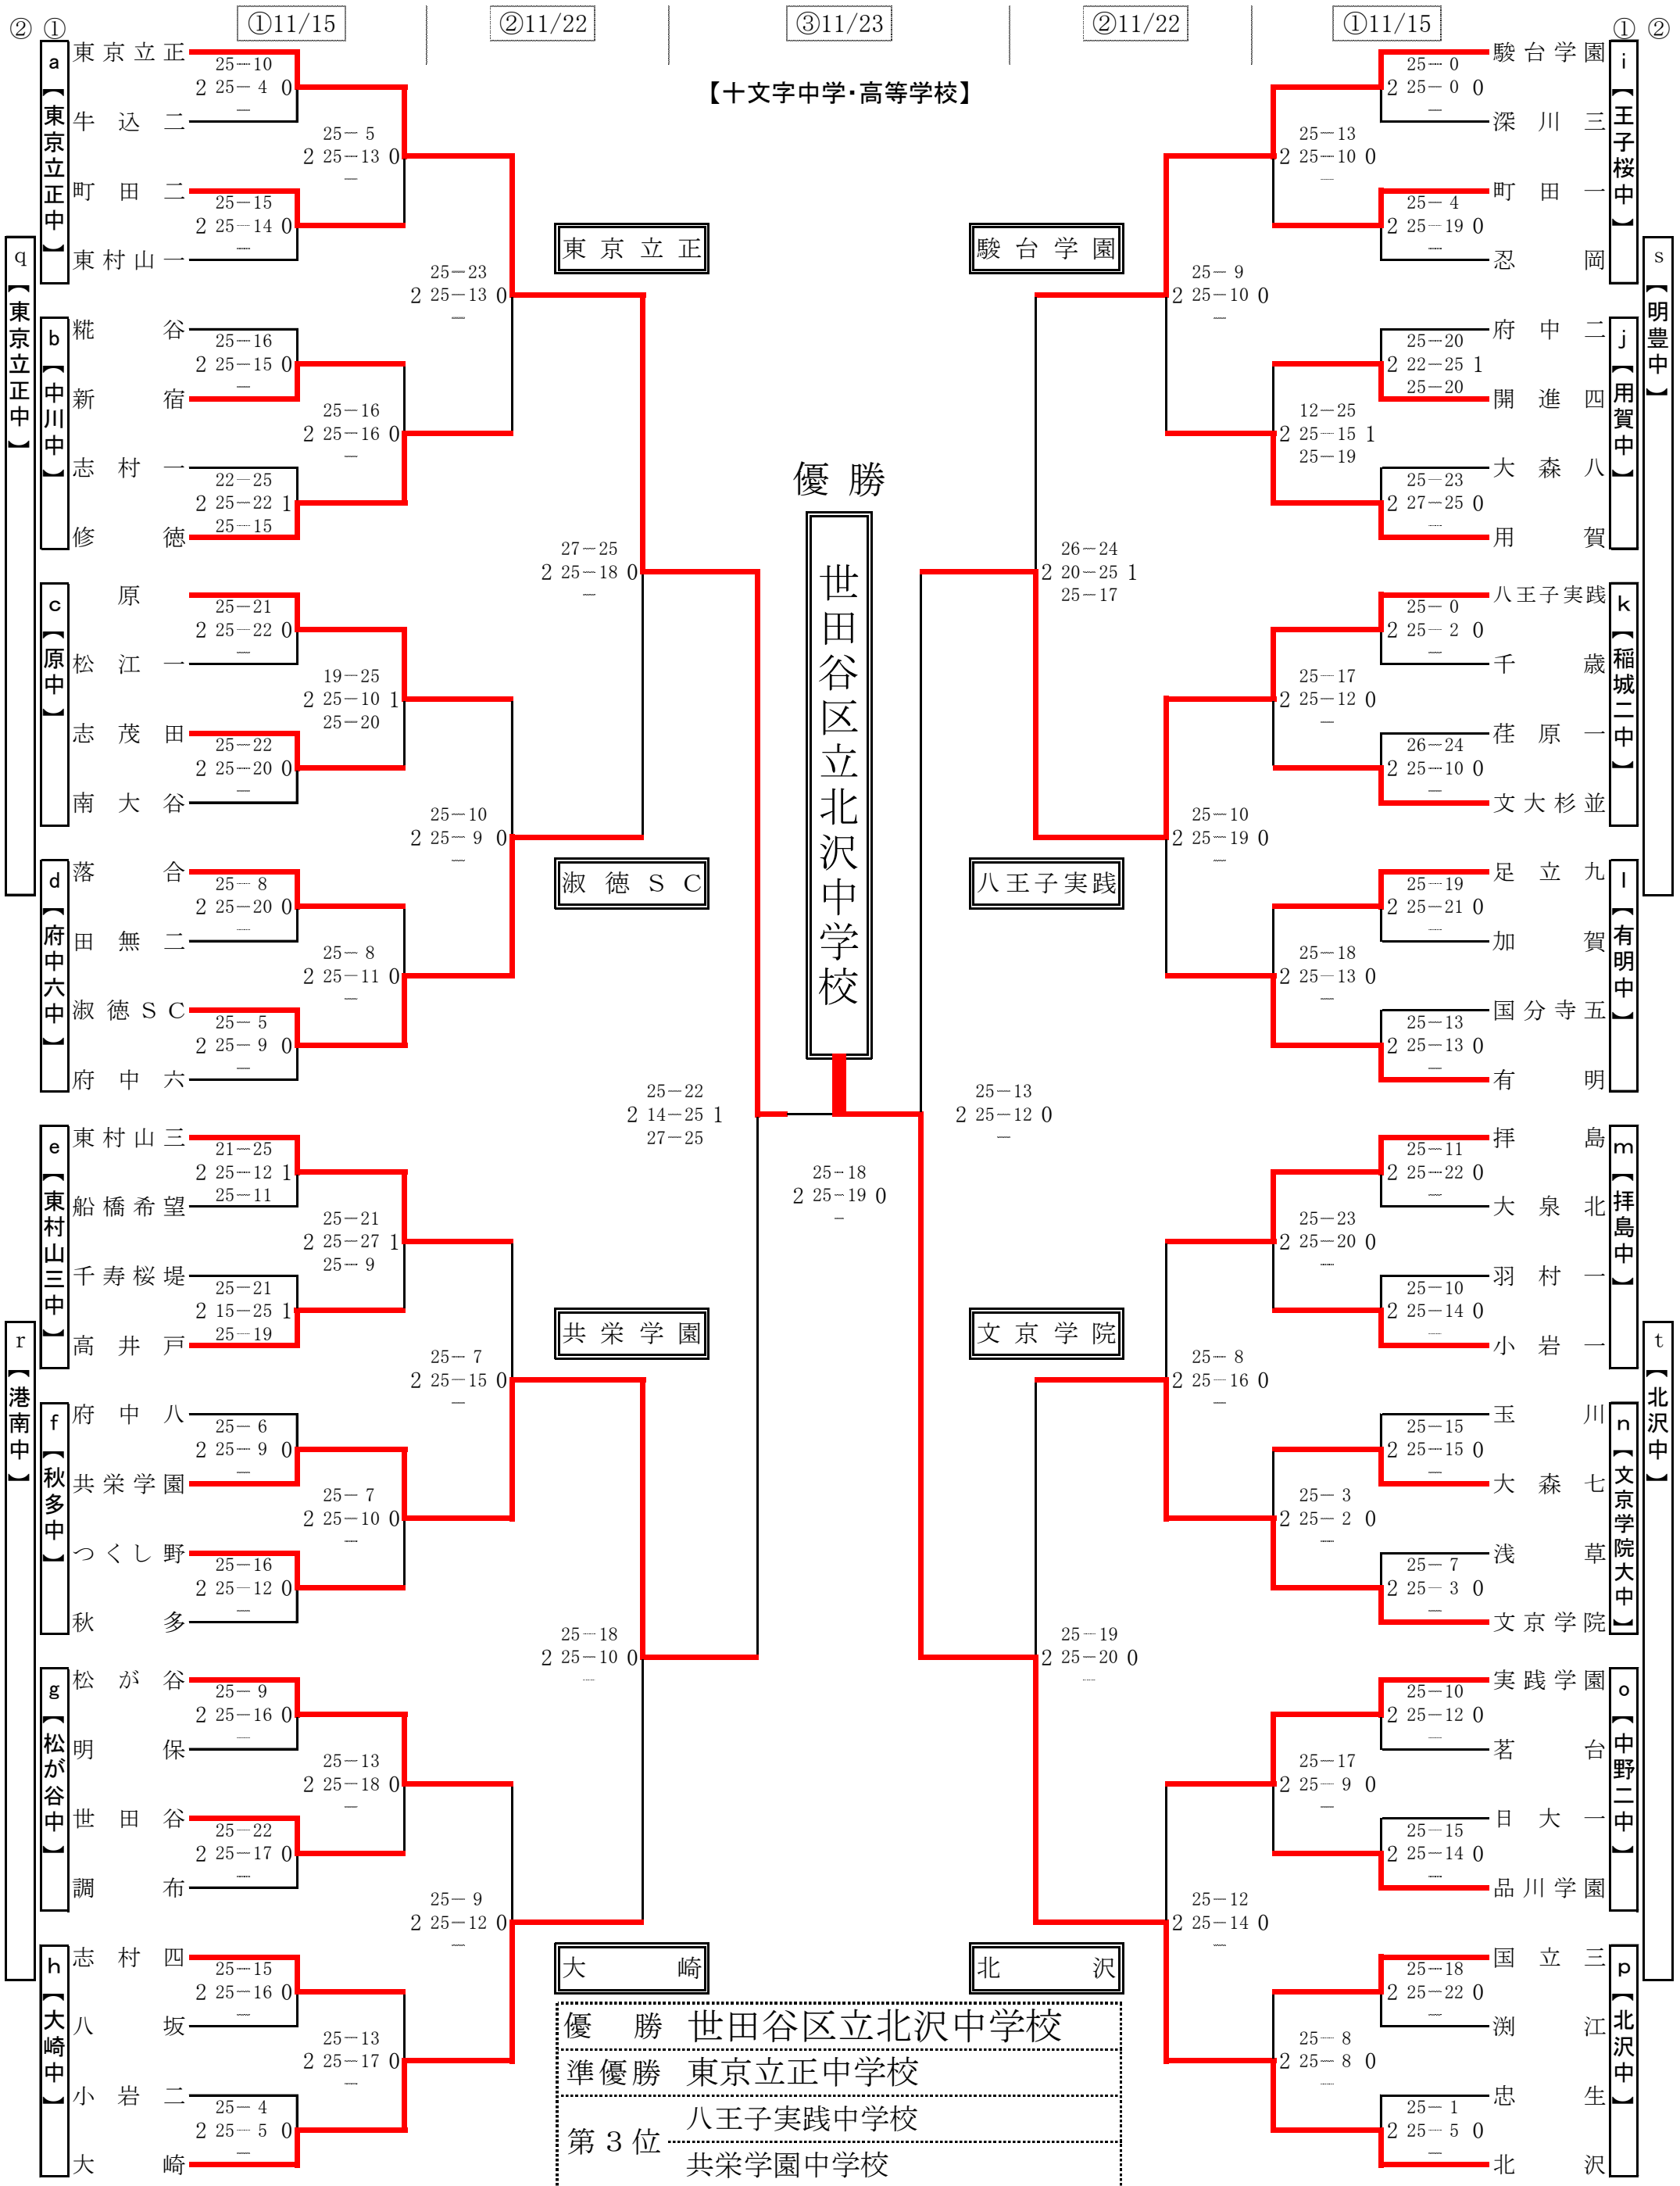 ② ① ①11/15 ②11/22 ③11/23 ②11/22 ①11/15 ① ②
【十文字中学・高等学校】
q【東京立正中】
a【東京立正中】
東京立正
25－10
2 25－4 0
－
牛込二
25－5
2 25－13 0
－
町田二
25－15
2 25－14 0
－
東村山一
25－23
2 25－13 0
－
b【中川中】
糀谷
25－16
2 25－15 0
－
新宿
25－16
2 25－16 0
－
志村一
22－25
2 25－22 1
25－15
修徳
27－25
2 25－18 0
－
c【原中】
原
25－21
2 25－22 0
－
松江一
19－25
2 25－10 1
25－20
志茂田
25－22
2 25－20 0
－
南大谷
25－10
2 25－9 0
－
d【府中六中】
落合
25－8
2 25－20 0
－
田無二
25－8
2 25－11 0
－
淑徳ＳＣ
25－5
2 25－9 0
－
府中六
25－22
2 14－25 1
27－25
r【港南中】
e【東村山三中】
東村山三
21－25
2 25－12 1
25－11
船橋希望
25－21
2 25－27 1
25－9
千寿桜堤
25－21
2 15－25 1
25－19
高井戸
25－7
2 25－15 0
－
f【秋多中】
府中八
25－6
2 25－9 0
－
共栄学園
25－7
2 25－10 0
－
つくし野
25－16
2 25－12 0
－
秋多
25－18
2 25－10 0
－
g【松が谷中】
松が谷
25－9
2 25－16 0
－
明保
25－13
2 25－18 0
－
世田谷
25－22
2 25－17 0
－
調布
25－9
2 25－12 0
－
h【大崎中】
志村四
25－15
2 25－16 0
－
八坂
25－13
2 25－17 0
－
小岩二
25－4
2 25－5 0
－
大崎
東京立正
淑徳ＳＣ
共栄学園
大崎
優勝
世田谷区立北沢中学校
25－18
2 25－19 0
－
駿台学園
八王子実践
文京学院
北沢
s【明豊中】
i【王子桜中】
駿台学園
25－0
2 25－0 0
－
深川三
25－13
2 25－10 0
－
町田一
25－4
2 25－19 0
－
忍岡
25－9
2 25－10 0
－
j【用賀中】
府中二
25－20
2 22－25 1
25－20
開進四
12－25
2 25－15 1
25－19
大森八
25－23
2 27－25 0
－
用賀
26－24
2 20－25 1
25－17
k【稲城二中】
八王子実践
25－0
2 25－2 0
－
千歳
25－17
2 25－12 0
－
荏原一
26－24
2 25－10 0
－
文大杉並
25－10
2 25－19 0
－
l【有明中】
足立九
25－19
2 25－21 0
－
加賀
25－18
2 25－13 0
－
国分寺五
25－13
2 25－13 0
－
有明
25－13
2 25－12 0
－
t【北沢中】
m【拝島中】
拝島
25－11
2 25－22 0
－
大泉北
25－23
2 25－20 0
－
羽村一
25－10
2 25－14 0
－
小岩一
25－8
2 25－16 0
－
n【文京学院大中】
玉川
25－15
2 25－15 0
－
大森七
25－3
2 25－2 0
－
浅草
25－7
2 25－3 0
－
文京学院
25－19
2 25－20 0
－
o【中野二中】
実践学園
25－10
2 25－12 0
－
茗台
25－17
2 25－9 0
－
日大一
25－15
2 25－14 0
－
品川学園
25－12
2 25－14 0
－
p【北沢中】
国立三
25－18
2 25－22 0
－
渕江
25－8
2 25－8 0
－
忠生
25－1
2 25－5 0
－
北沢
優勝 世田谷区立北沢中学校
準優勝 東京立正中学校
第３位 八王子実践中学校
共栄学園中学校